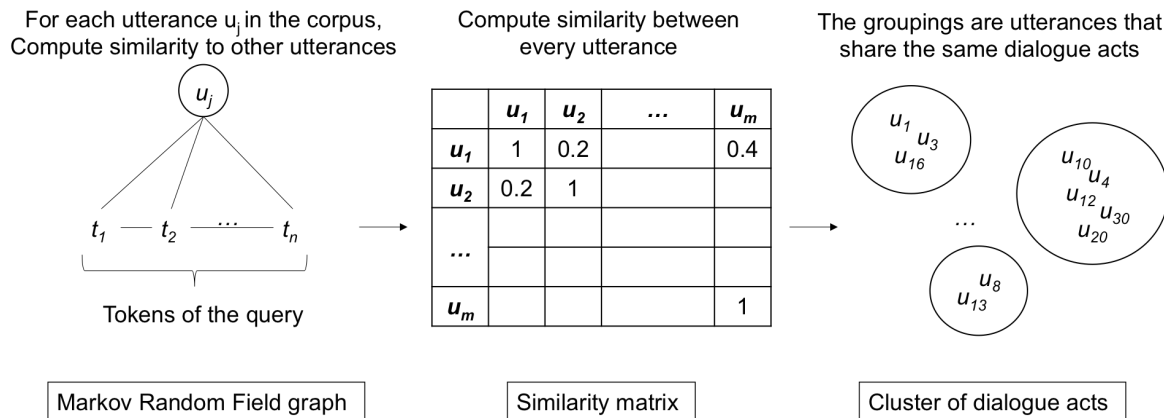 For each utterance u_j in the corpus,
Compute similarity to other utterances
u_j
t_1 t_2 ... t_n
Tokens of the query
Markov Random Field graph
Compute similarity between
every utterance
u_1 u_2 ... u_m
u_1 1 0.2 0.4
u_2 0.2 1
...
u_m 1
Similarity matrix
The groupings are utterances that
share the same dialogue acts
u_1
u_3
u_16
u_10
u_4
u_12
u_30
u_20
...
u_8
u_13
Cluster of dialogue acts